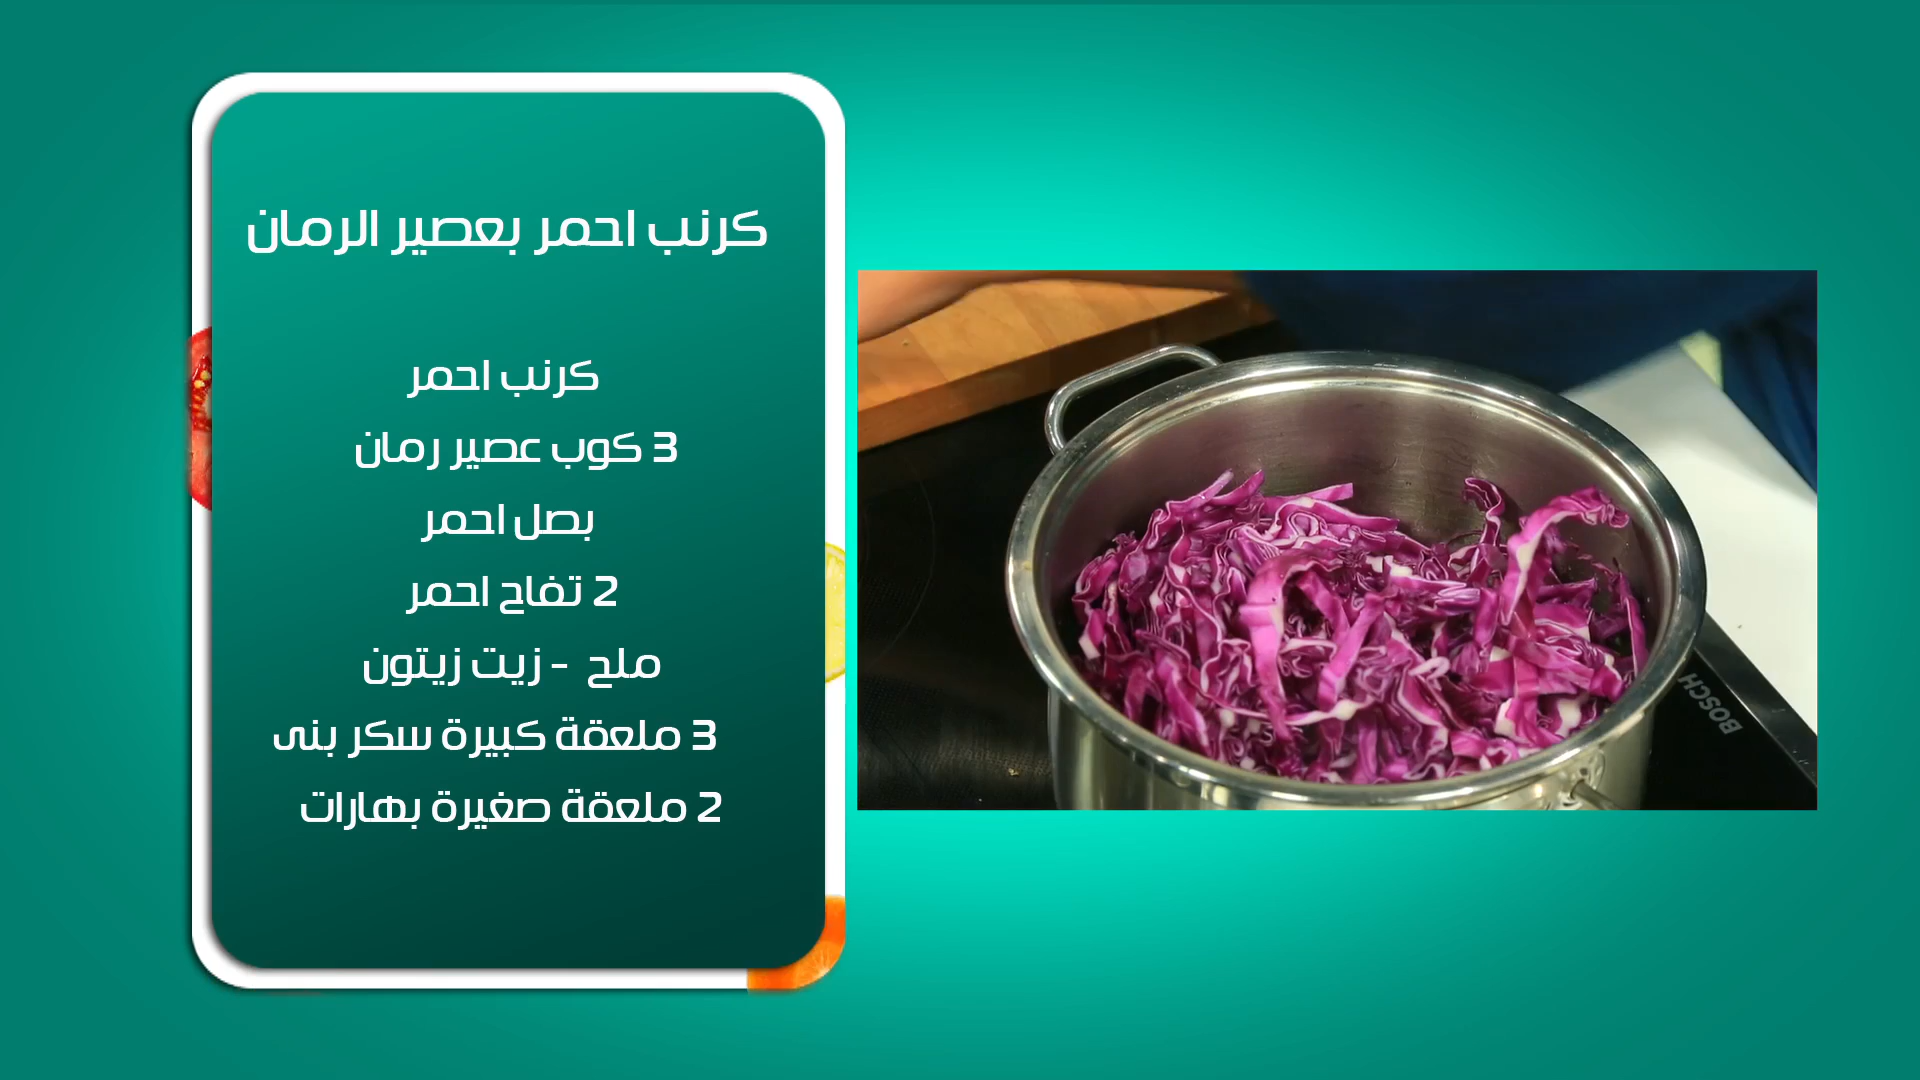 كرنب احمر بعصير الرمان
كرنب احمر
3 كوب عصير رمان
بصل احمر
2 تفاح احمر
ملح - زيت زيتون
3 ملعقة كبيرة سكر بنى
2 ملعقة صغيرة بهارات
BOSCH